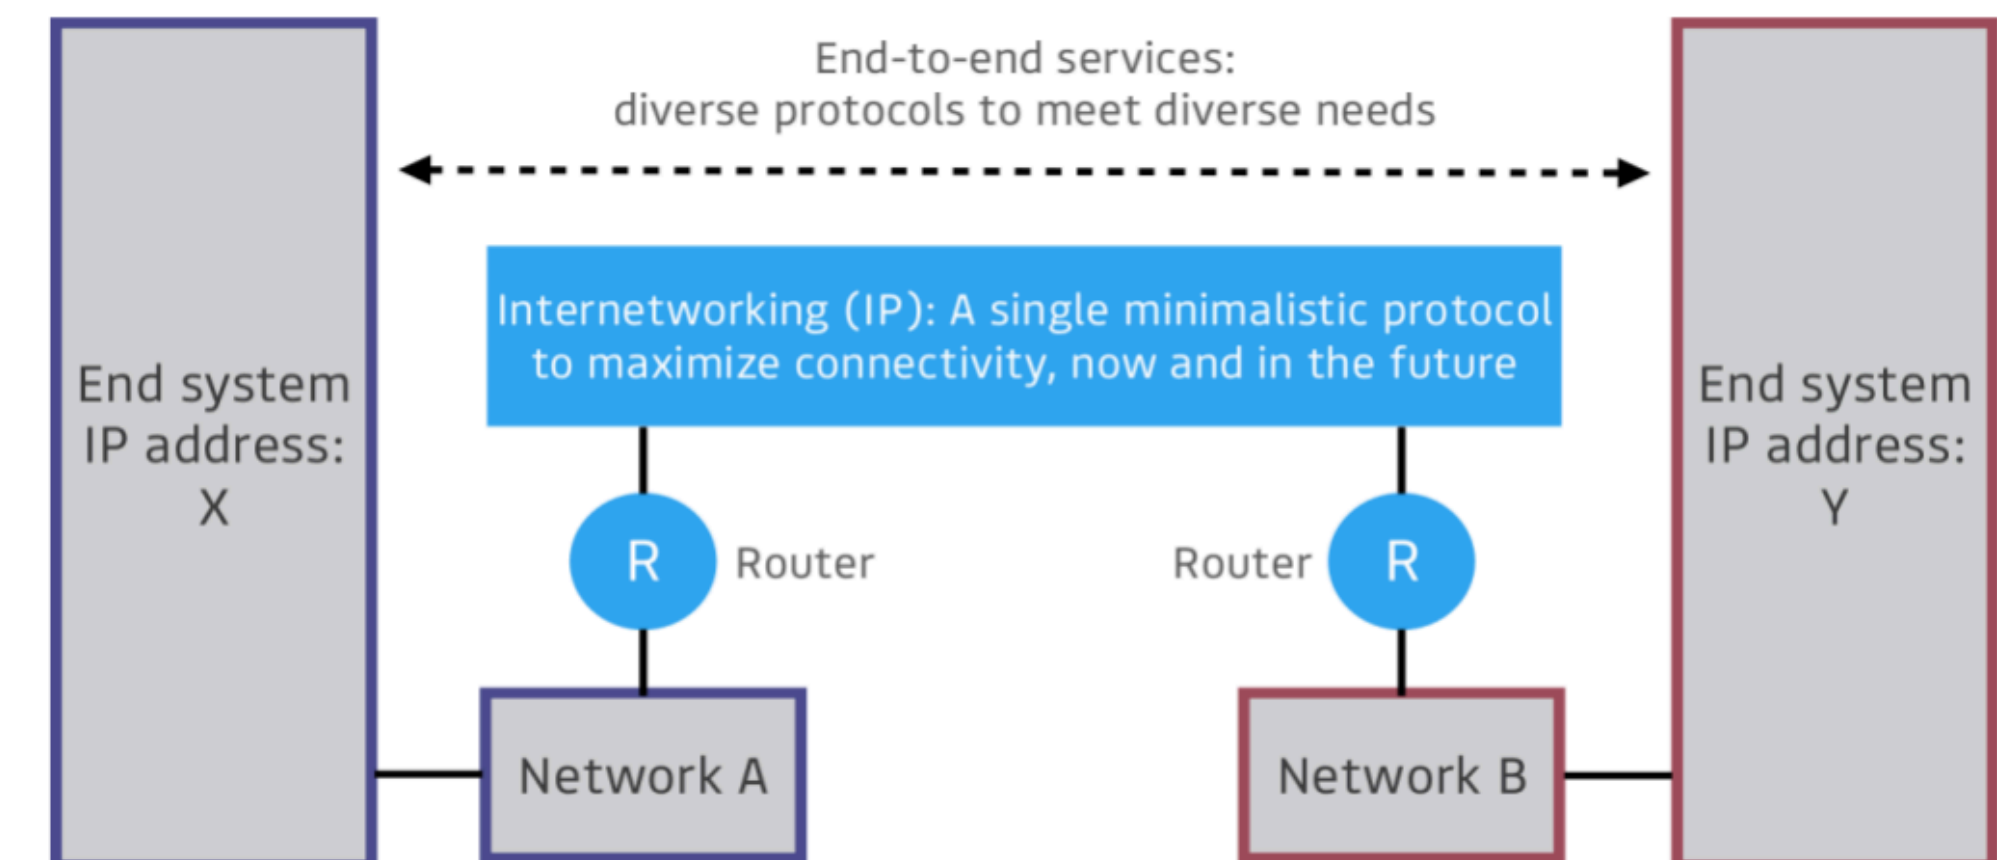 End-to-end services:
diverse protocols to meet diverse needs
Internetworking (IP): A single minimalistic protocol
to maximize connectivity, now and in the future
End system
IP address:
X
End system
IP address:
Y
R
Router
Router
R
Network A
Network B